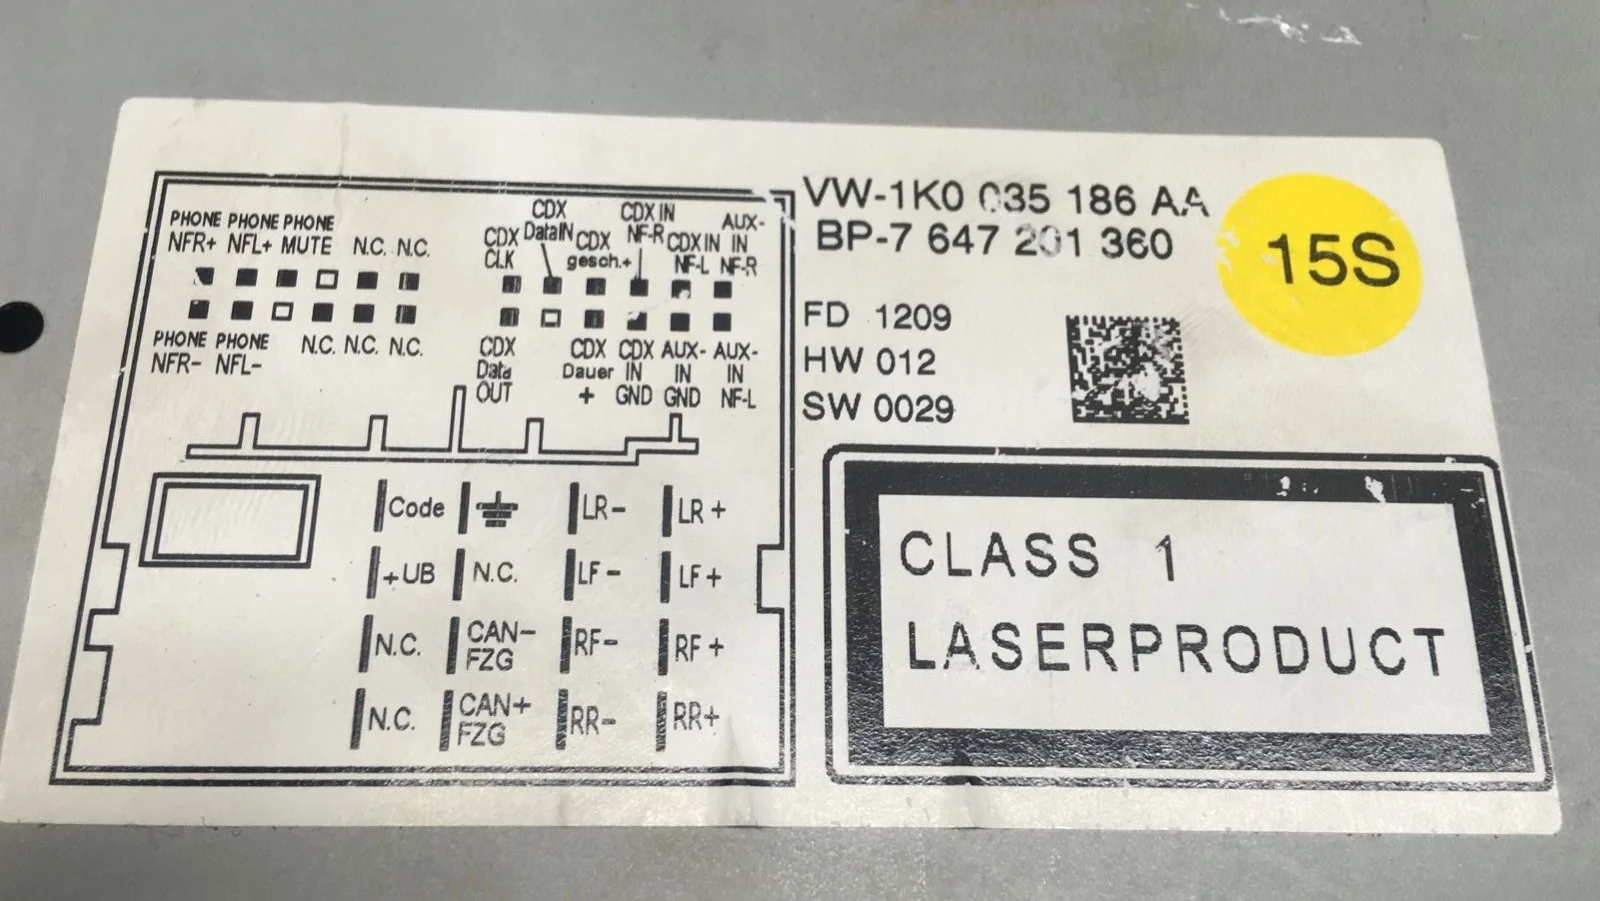 PHONE PHONE PHONE
NFR+ NFL+ MUTE N.C. N.C.
PHONE PHONE
NFR- NFL- N.C. N.C. N.C.
CDX CDX IN AUX-
CDX DataIN CDX NF-R CDX IN IN
CLK gesch.+ NF-L NF-R
CDX CDX CDX AUX- AUX-
Data Dauer IN IN IN
OUT + GND GND NF-L
Code LR- LR+
+UB N.C. LF- LF+
N.C. CAN- FZG RF- RF+
N.C. CAN+ FZG RR- RR+
VW-1K0 035 186 AA
BP-7 647 201 360
15S
FD 1209
HW 012
SW 0029
CLASS 1
LASERPRODUCT